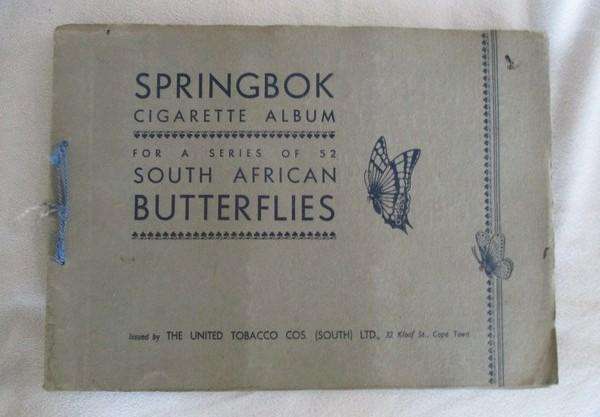 SPRINGBOK
CIGARETTE ALBUM
FOR A SERIES OF 52
SOUTH AFRICAN
BUTTERFLIES
Issued by THE UNITED TOBACCO COS. (SOUTH) LTD., 32 Kloof St., Cape Town